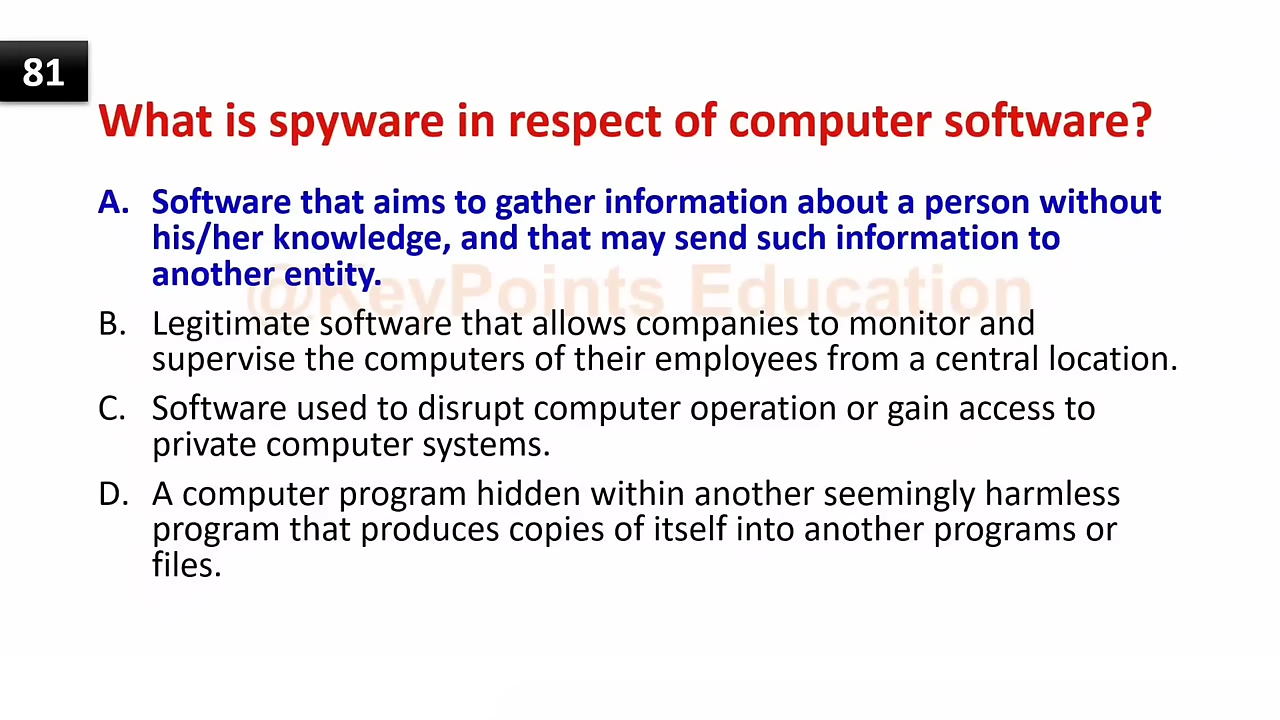 81
What is spyware in respect of computer software?
A. Software that aims to gather information about a person without
his/her knowledge, and that may send such information to
another entity.
@KeyPoints Education
B. Legitimate software that allows companies to monitor and
supervise the computers of their employees from a central location.
C. Software used to disrupt computer operation or gain access to
private computer systems.
D. A computer program hidden within another seemingly harmless
program that produces copies of itself into another programs or
files.